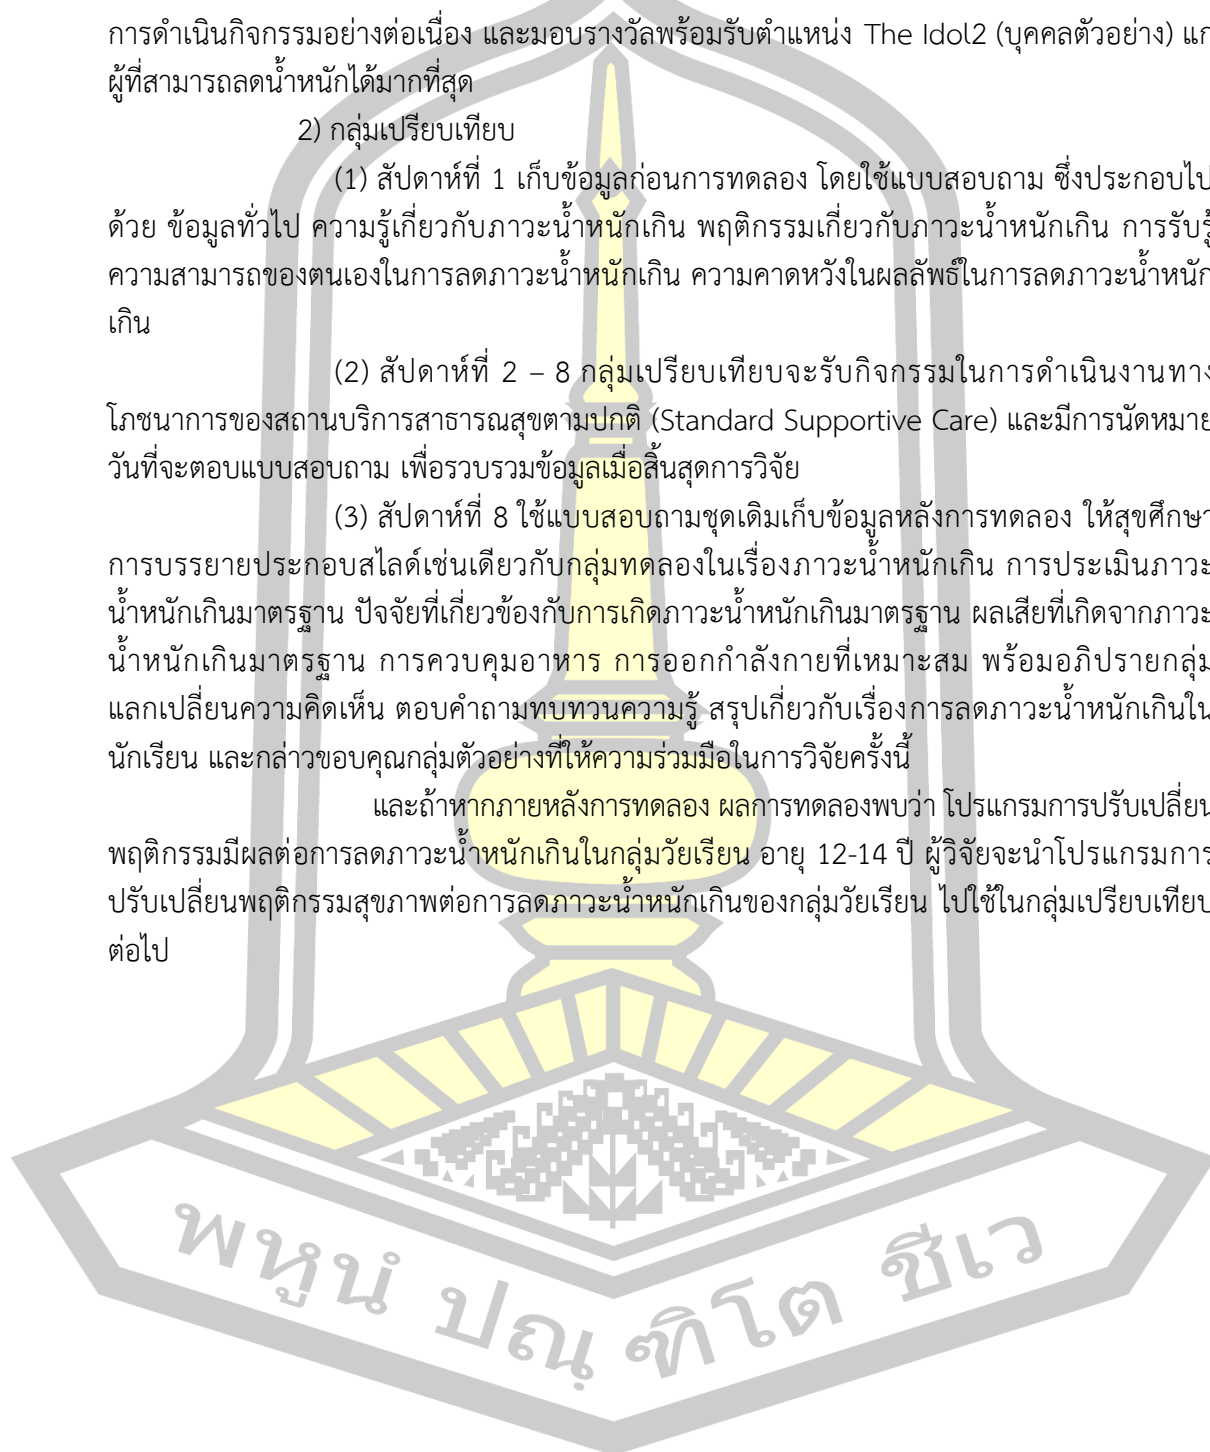 การดำเนินกิจกรรมอย่างต่อเนื่อง และมอบรางวัลพร้อมรับตำแหน่ง The Idol2 (บุคคลตัวอย่าง) แก
ผู้ที่สามารถลดน้ำหนักได้มากที่สุด
2) กลุ่มเปรียบเทียบ
(1) สัปดาห์ที่ 1 เก็บข้อมูลก่อนการทดลอง โดยใช้แบบสอบถาม ซึ่งประกอบไป
ด้วย ข้อมูลทั่วไป ความรู้เกี่ยวกับภาวะน้ำหนักเกิน พฤติกรรมเกี่ยวกับภาวะน้ำหนักเกิน การรับรู้
ความสามารถของตนเองในการลดภาวะน้ำหนักเกิน ความคาดหวังในผลลัพธ์ในการลดภาวะน้ำหนัก
เกิน
(2) สัปดาห์ที่ 2 – 8 กลุ่มเปรียบเทียบจะรับกิจกรรมในการดำเนินงานทาง
โภชนาการของสถานบริการสาธารณสุขตามปกติ (Standard Supportive Care) และมีการนัดหมาย
วันที่จะตอบแบบสอบถาม เพื่อรวบรวมข้อมูลเมื่อสิ้นสุดการวิจัย
(3) สัปดาห์ที่ 8 ใช้แบบสอบถามชุดเดิมเก็บข้อมูลหลังการทดลอง ให้สุขศึกษา
การบรรยายประกอบสไลด์เช่นเดียวกับกลุ่มทดลองในเรื่องภาวะน้ำหนักเกิน การประเมินภาวะ
น้ำหนักเกินมาตรฐาน ปัจจัยที่เกี่ยวข้องกับการเกิดภาวะน้ำหนักเกินมาตรฐาน ผลเสียที่เกิดจากภาวะ
น้ำหนักเกินมาตรฐาน การควบคุมอาหาร การออกกำลังกายที่เหมาะสม พร้อมอภิปรายกลุ่ม
แลกเปลี่ยนความคิดเห็น ตอบคำถามทบทวนความรู้ สรุปเกี่ยวกับเรื่องการลดภาวะน้ำหนักเกินใน
นักเรียน และกล่าวขอบคุณกลุ่มตัวอย่างที่ให้ความร่วมมือในการวิจัยครั้งนี้
และถ้าหากภายหลังการทดลอง ผลการทดลองพบว่า โปรแกรมการปรับเปลี่ยน
พฤติกรรมมีผลต่อการลดภาวะน้ำหนักเกินในกลุ่มวัยเรียน อายุ 12-14 ปี ผู้วิจัยจะนำโปรแกรมการ
ปรับเปลี่ยนพฤติกรรมสุขภาพต่อการลดภาวะน้ำหนักเกินของกลุ่มวัยเรียน ไปใช้ในกลุ่มเปรียบเทียบ
ต่อไป
พหูนํ ปณฺฑิโต ชีเว